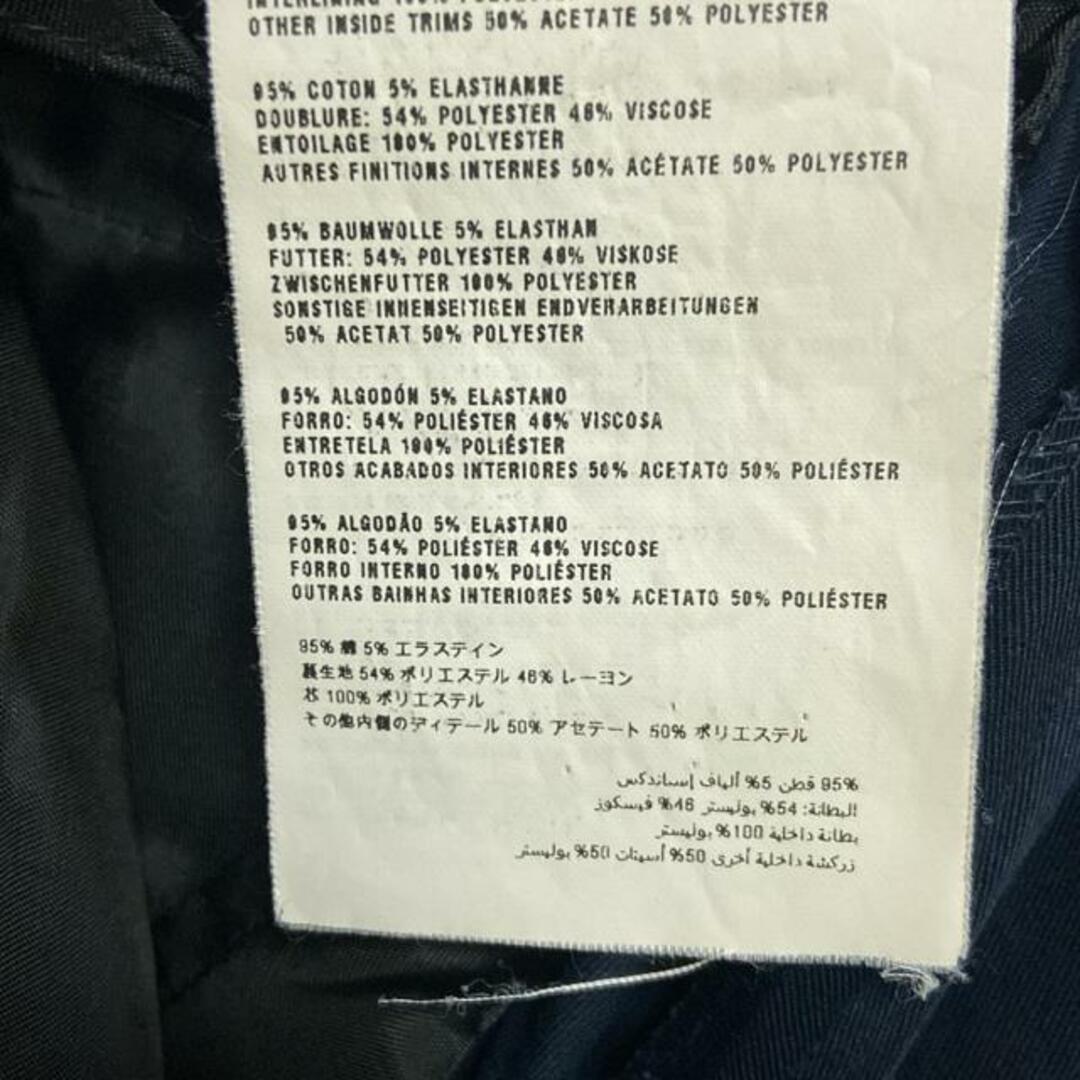 INTERLINING 100% POLYESTER
OTHER INSIDE TRIMS 50% ACETATE 50% POLYESTER
95% COTON 5% ELASTHANNE
DOUBLURE: 54% POLYESTER 46% VISCOSE
ENTOILAGE 100% POLYESTER
AUTRES FINITIONS INTERNES 50% ACÉTATE 50% POLYESTER
95% BAUMWOLLE 5% ELASTHAN
FUTTER: 54% POLYESTER 46% VISKOSE
ZWISCHENFUTTER 100% POLYESTER
SONSTIGE INNENSEITIGEN ENDVERARBEITUNGEN
50% ACETAT 50% POLYESTER
95% ALGODÓN 5% ELASTANO
FORRO: 54% POLIÉSTER 46% VISCOSA
ENTRETELA 100% POLIÉSTER
OTROS ACABADOS INTERIORES 50% ACETATO 50% POLIÉSTER
95% ALGODÃO 5% ELASTANO
FORRO: 54% POLIÉSTER 46% VISCOSE
FORRO INTERNO 100% POLIÉSTER
OUTRAS BAINHAS INTERIORES 50% ACETATO 50% POLIÉSTER
95% 綿 5% エラステイン
裏生地 54% ポリエステル 46% レーヨン
芯 100% ポリエステル
その他内側のディテール 50% アセテート 50% ポリエステル
95% قطن 5% ألياف إسباندكس
البطانة: 54% بوليستر 46% فيسكوز
بطانة داخلية 100% بوليستر
زركشة داخلية أخرى 50% أسيتات 50% بوليستر